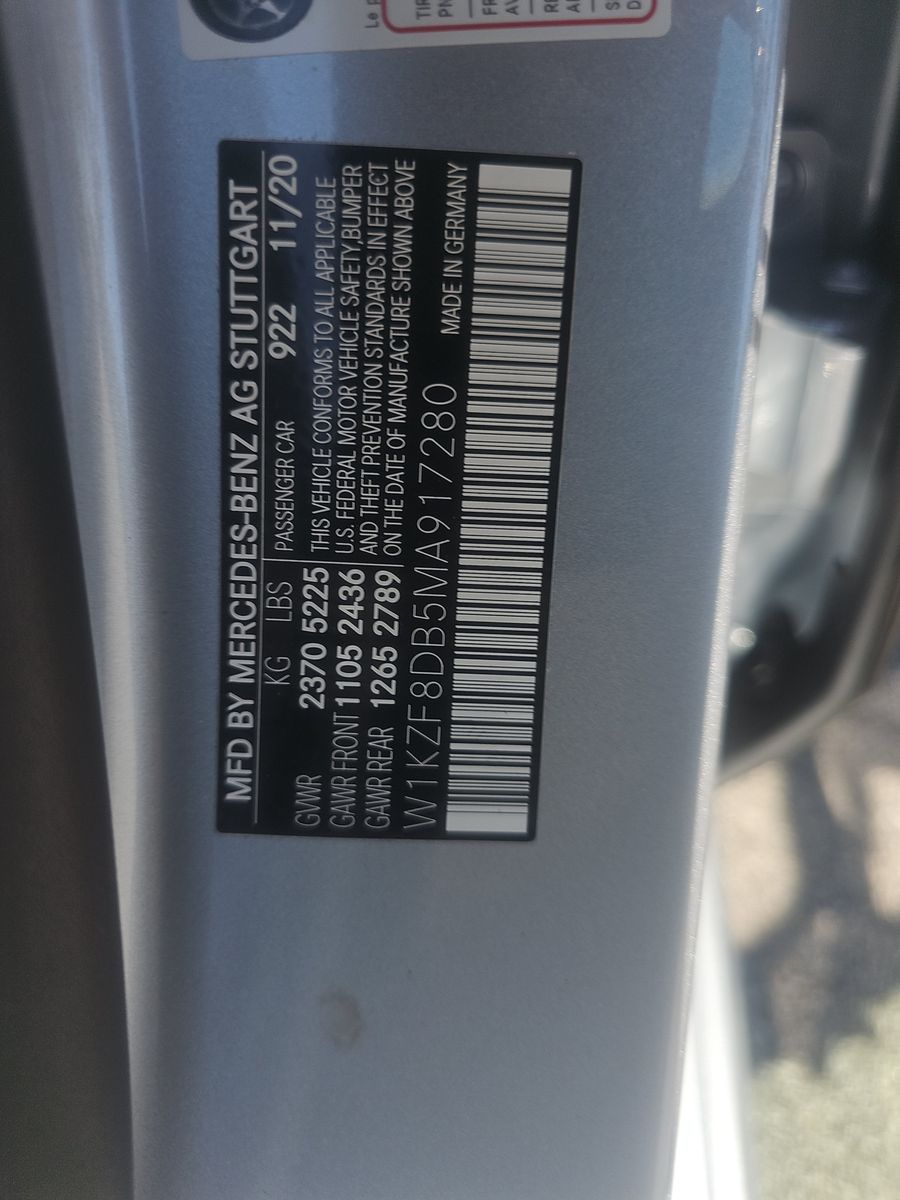 MFD BY MERCEDES-BENZ AG STUTTGART
KG LBS PASSENGER CAR 922 11/20
GVWR 2370 5225
GAWR FRONT 1105 2436
GAWR REAR 1265 2789
THIS VEHICLE CONFORMS TO ALL APPLICABLE
U.S. FEDERAL MOTOR VEHICLE SAFETY,BUMPER
AND THEFT PREVENTION STANDARDS IN EFFECT
ON THE DATE OF MANUFACTURE SHOWN ABOVE
W1KZF8DB5MA917280 MADE IN GERMANY